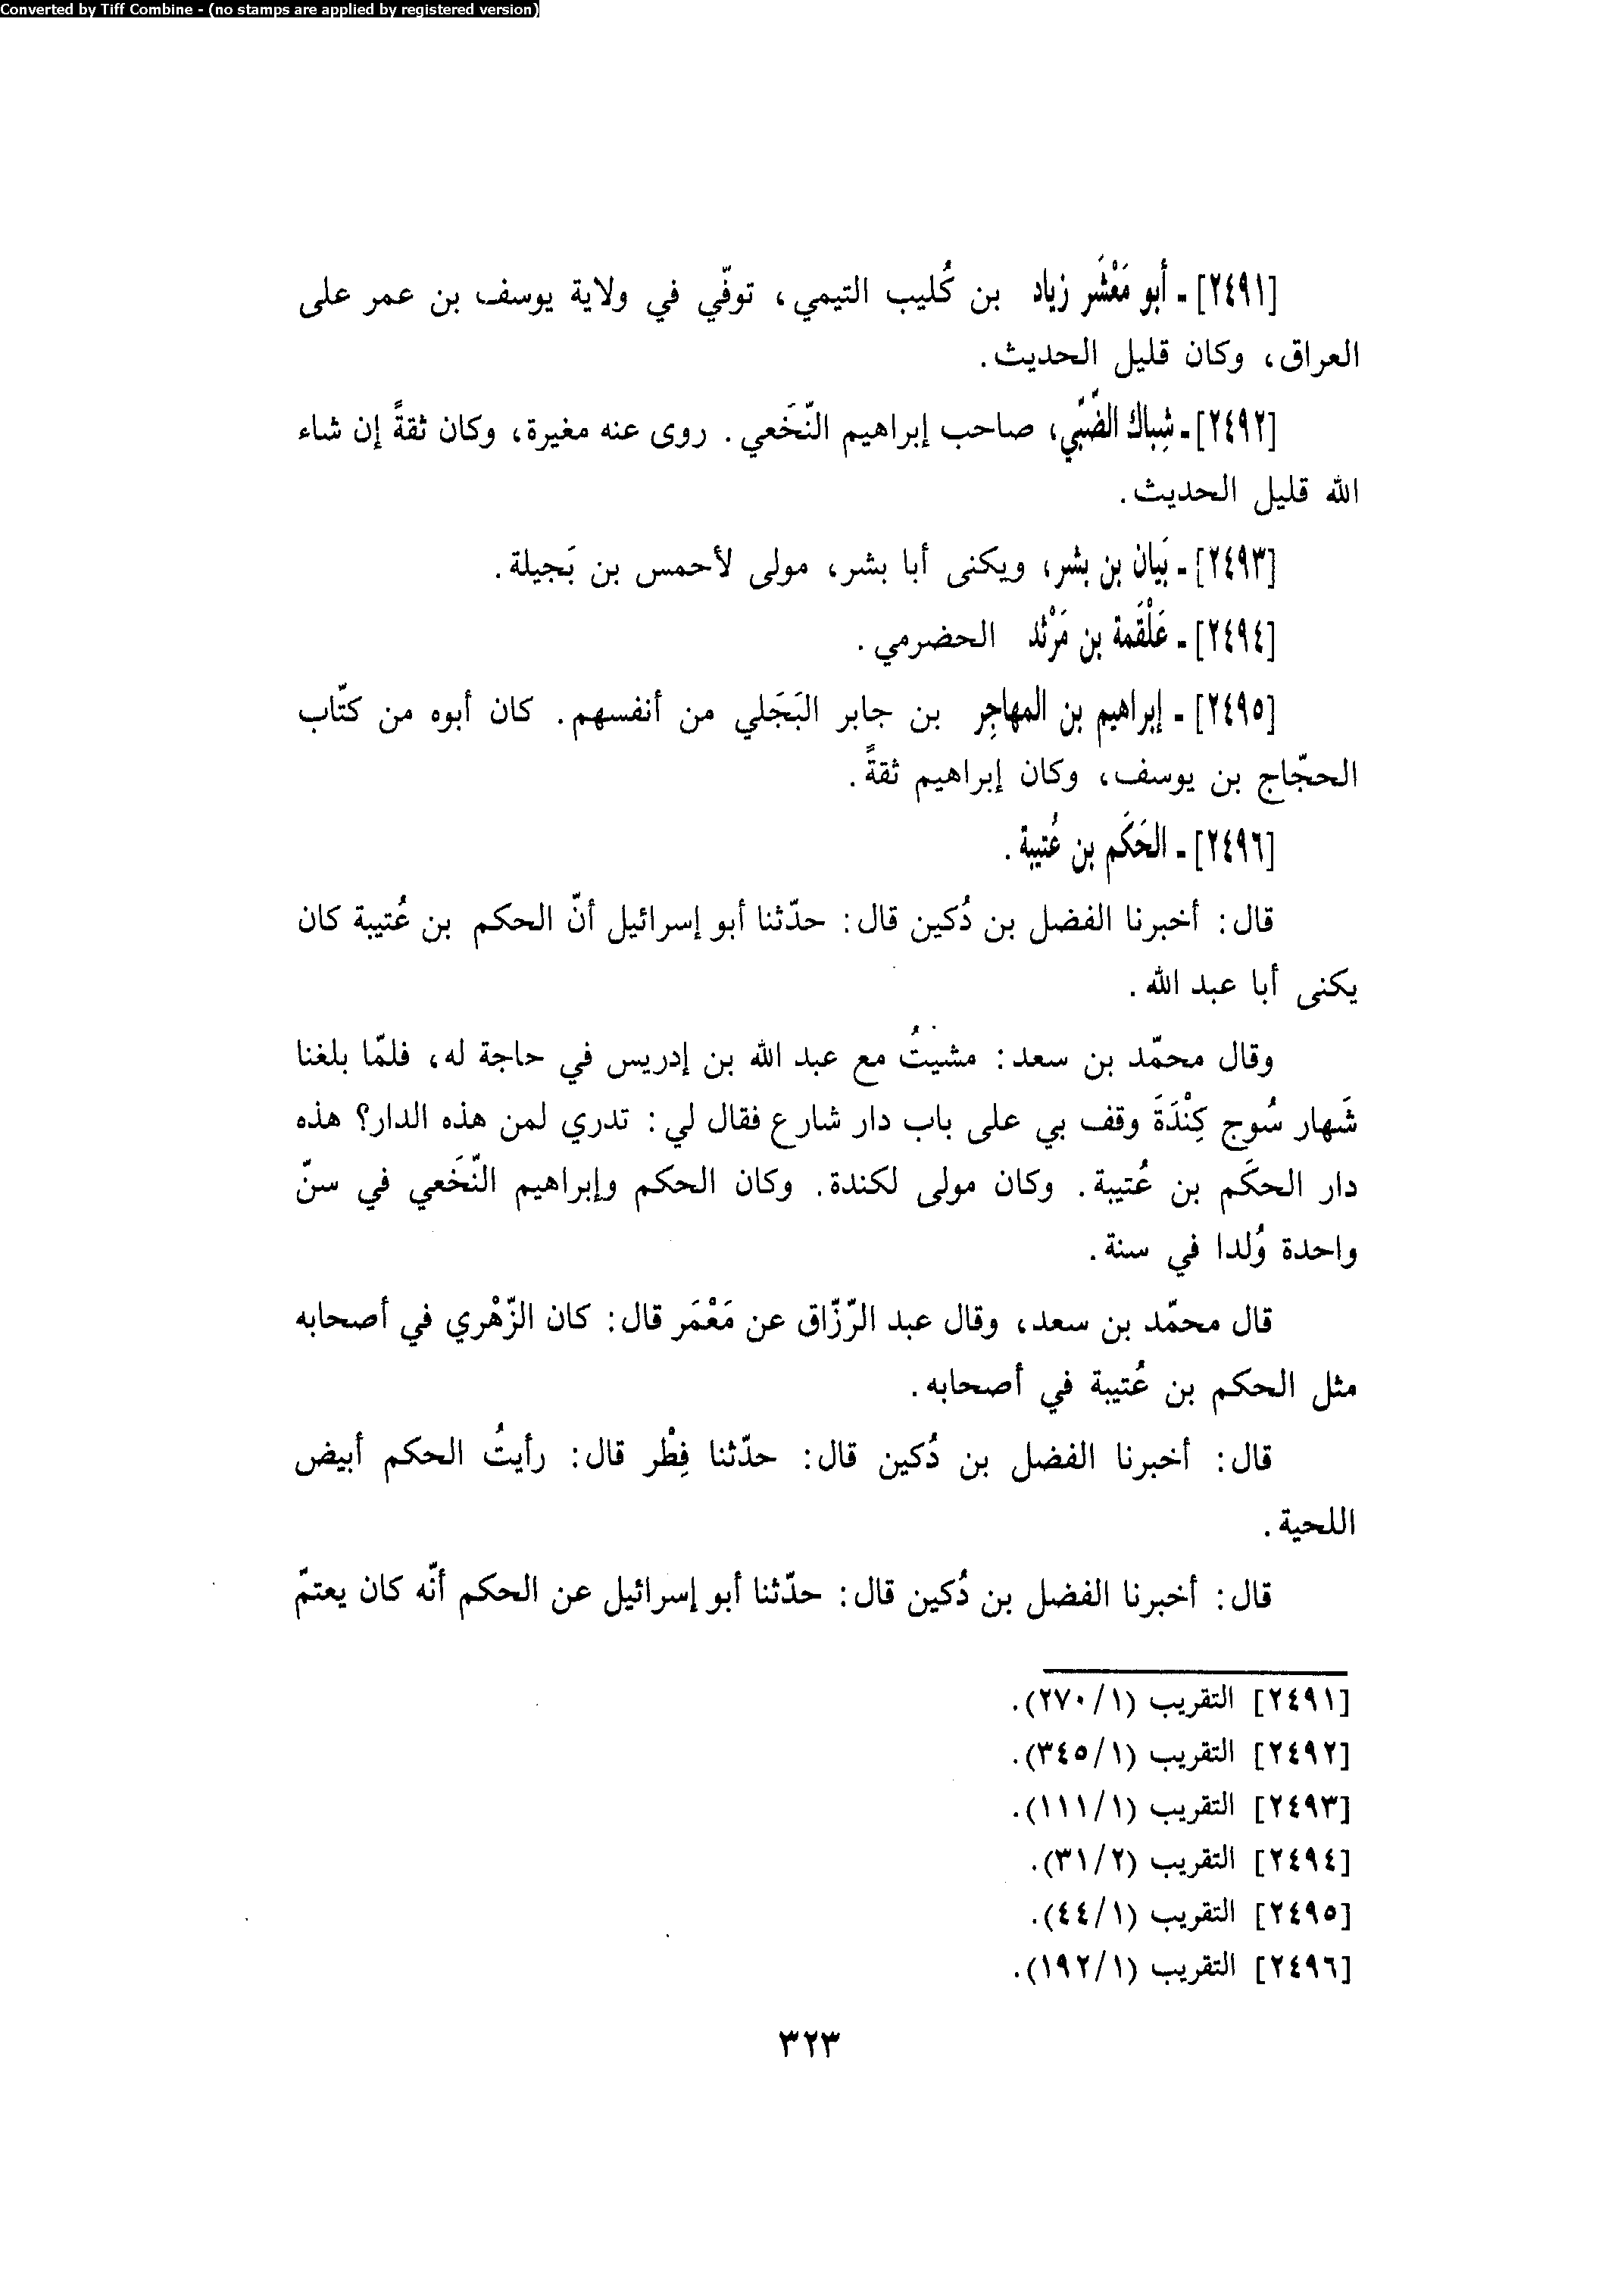 Converted by Tiff Combine - (no stamps are applied by registered version)
[٢٤٩١] ـ أبو مَعْشَر زياد بن كُليب التيمي، توفّي في ولاية يوسف بن عمر على
العراق، وكان قليل الحديث.
[٢٤٩٢] ـ شِباك الضّبّي، صاحب إبراهيم النّخَعي. روى عنه مغيرة، وكان ثقةً إن شاء
الله قليل الحديث.
[٢٤٩٣] ـ بَيان بن بشر، ويكنى أبا بشر، مولى لأحمس بن بَجيلة.
[٢٤٩٤] ـ عَلْقَمة بن مَرْثد الحضرمي.
[٢٤٩٥] ـ إبراهيم بن المهاجِر بن جابر البَجَلي من أنفسهم. كان أبوه من كتّاب
الحجّاج بن يوسف، وكان إبراهيم ثقةً.
[٢٤٩٦] ـ الحَكَم بن عُتيبة.
قال: أخبرنا الفضل بن دُكين قال: حدّثنا أبو إسرائيل أنّ الحكم بن عُتيبة كان
يكنى أبا عبد الله.
وقال محمّد بن سعد: مشيتُ مع عبد الله بن إدريس في حاجة له، فلمّا بلغنا
شَهار سُوج كِنْدَةَ وقف بي على باب دار شارع فقال لي: تدري لمن هذه الدار؟ هذه
دار الحكَم بن عُتيبة. وكان مولى لكندة. وكان الحكم وإبراهيم النّخَعي في سنّ
واحدة وُلدا في سنة.
قال محمّد بن سعد، وقال عبد الرّزّاق عن مَعْمَر قال: كان الزّهْري في أصحابه
مثل الحكم بن عُتيبة في أصحابه.
قال: أخبرنا الفضل بن دُكين قال: حدّثنا فِطْر قال: رأيتُ الحكم أبيض
اللحية.
قال: أخبرنا الفضل بن دُكين قال: حدّثنا أبو إسرائيل عن الحكم أنّه كان يعتمّ
[٢٤٩١] التقريب (٢٧٠/١).
[٢٤٩٢] التقريب (٣٤٥/١).
[٢٤٩٣] التقريب (١١١/١).
[٢٤٩٤] التقريب (٣١/٢).
[٢٤٩٥] التقريب (٤٤/١).
[٢٤٩٦] التقريب (١٩٢/١).
٣٢٣